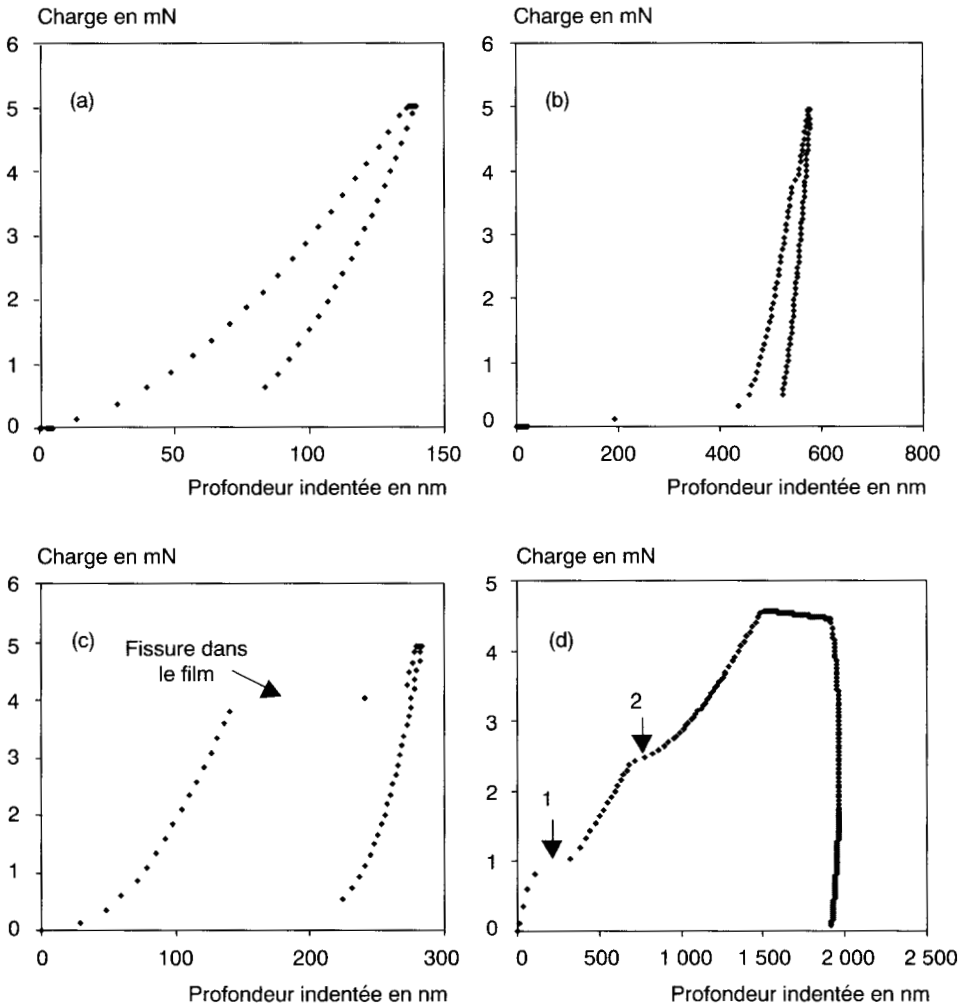 Charge en mN
6
5
4
3
2
1
0
(a)
0 50 100 150
Profondeur indentée en nm
Charge en mN
6
5
4
3
2
1
0
(b)
0 200 400 600 800
Profondeur indentée en nm
Charge en mN
6
5
4
3
2
1
0
(c)
Fissure dans
le film
0 100 200 300
Profondeur indentée en nm
Charge en mN
5
4
3
2
1
0
(d)
2
1
0 500 1 000 1 500 2 000 2 500
Profondeur indentée en nm